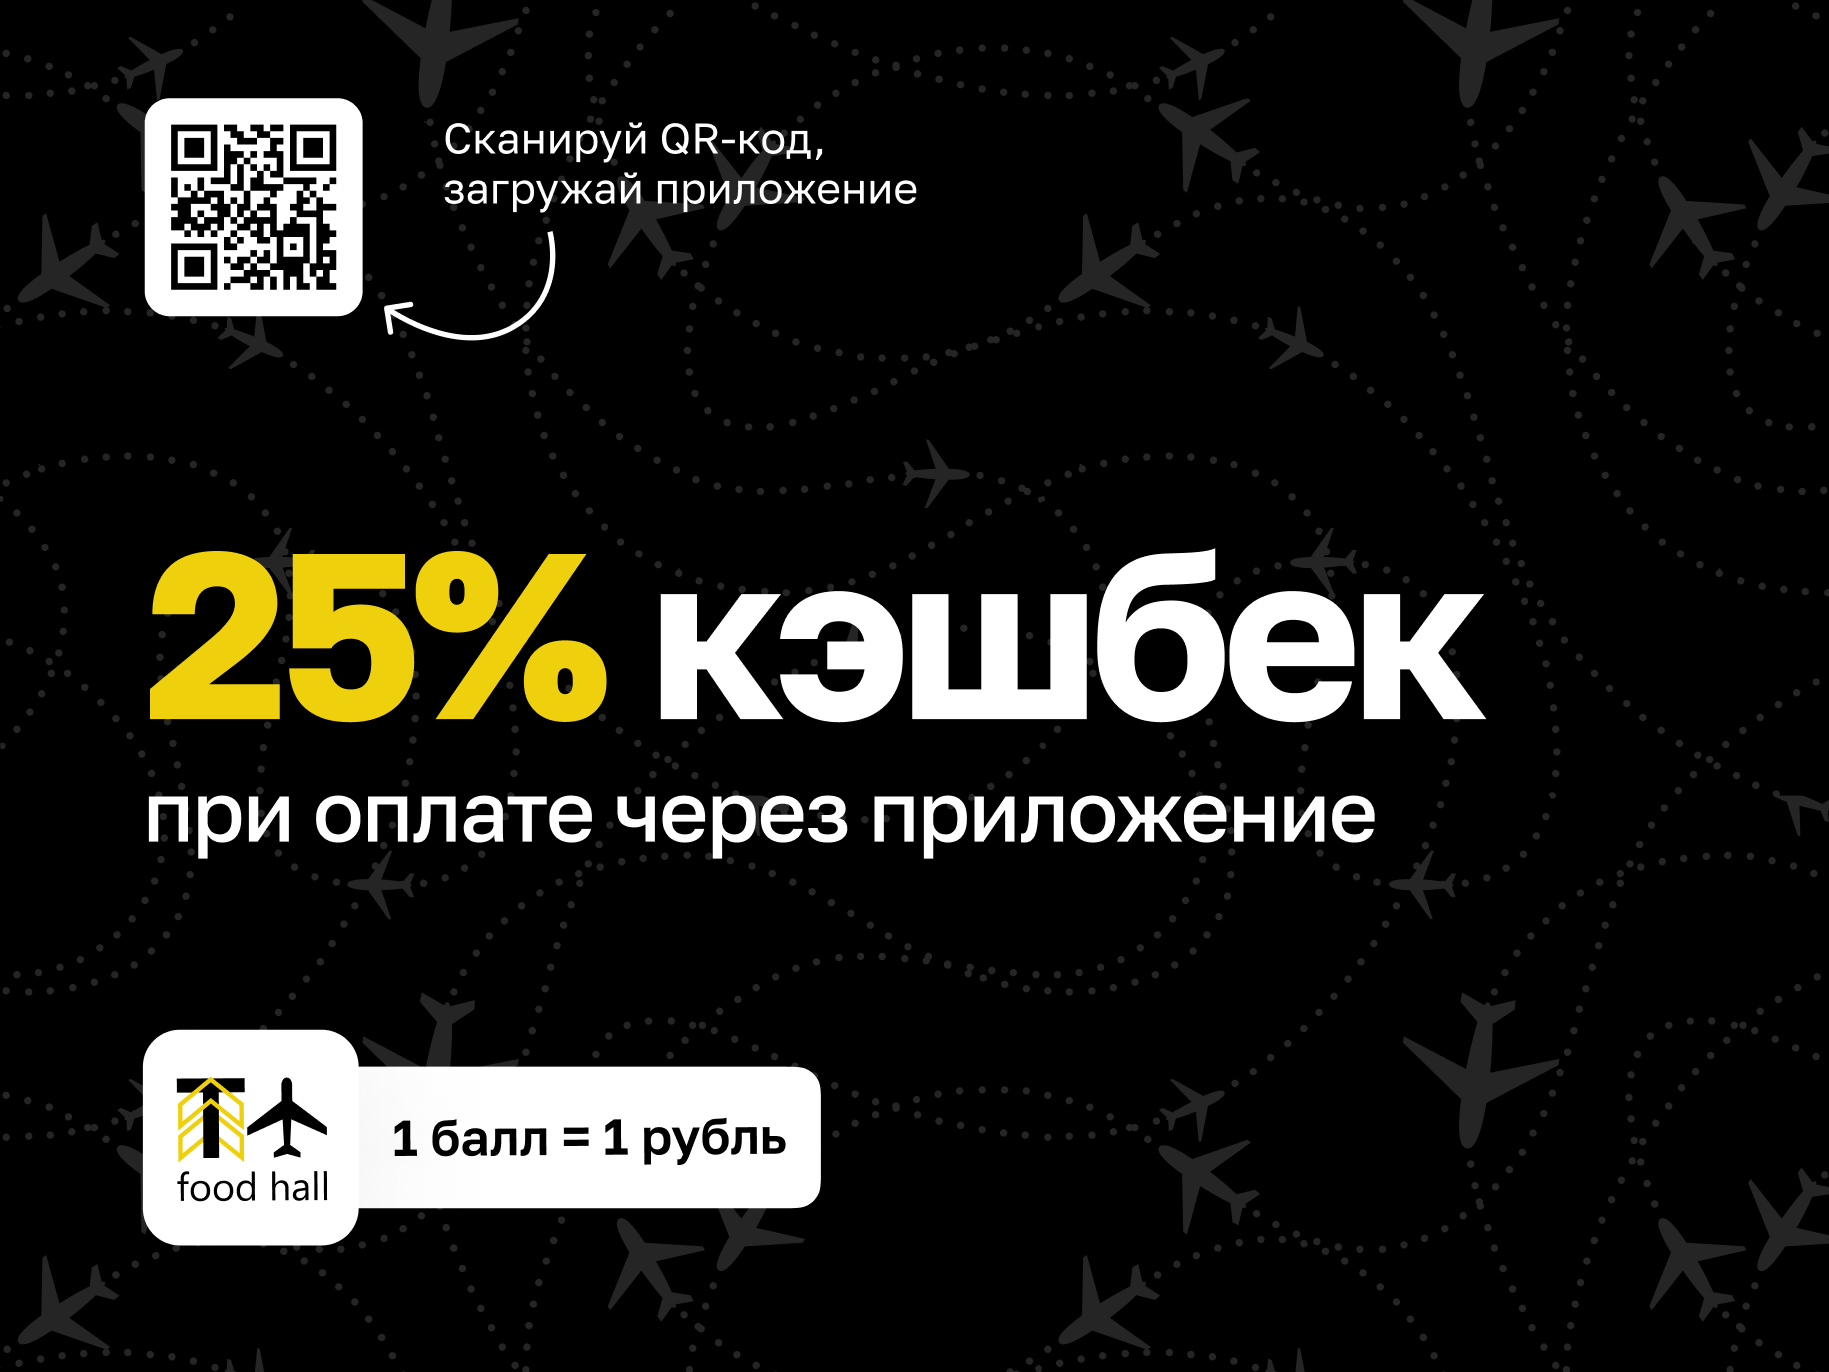 Сканируй QR-код,
загружай приложение
25% кэшбек
при оплате через приложение
food hall
1 балл = 1 рубль